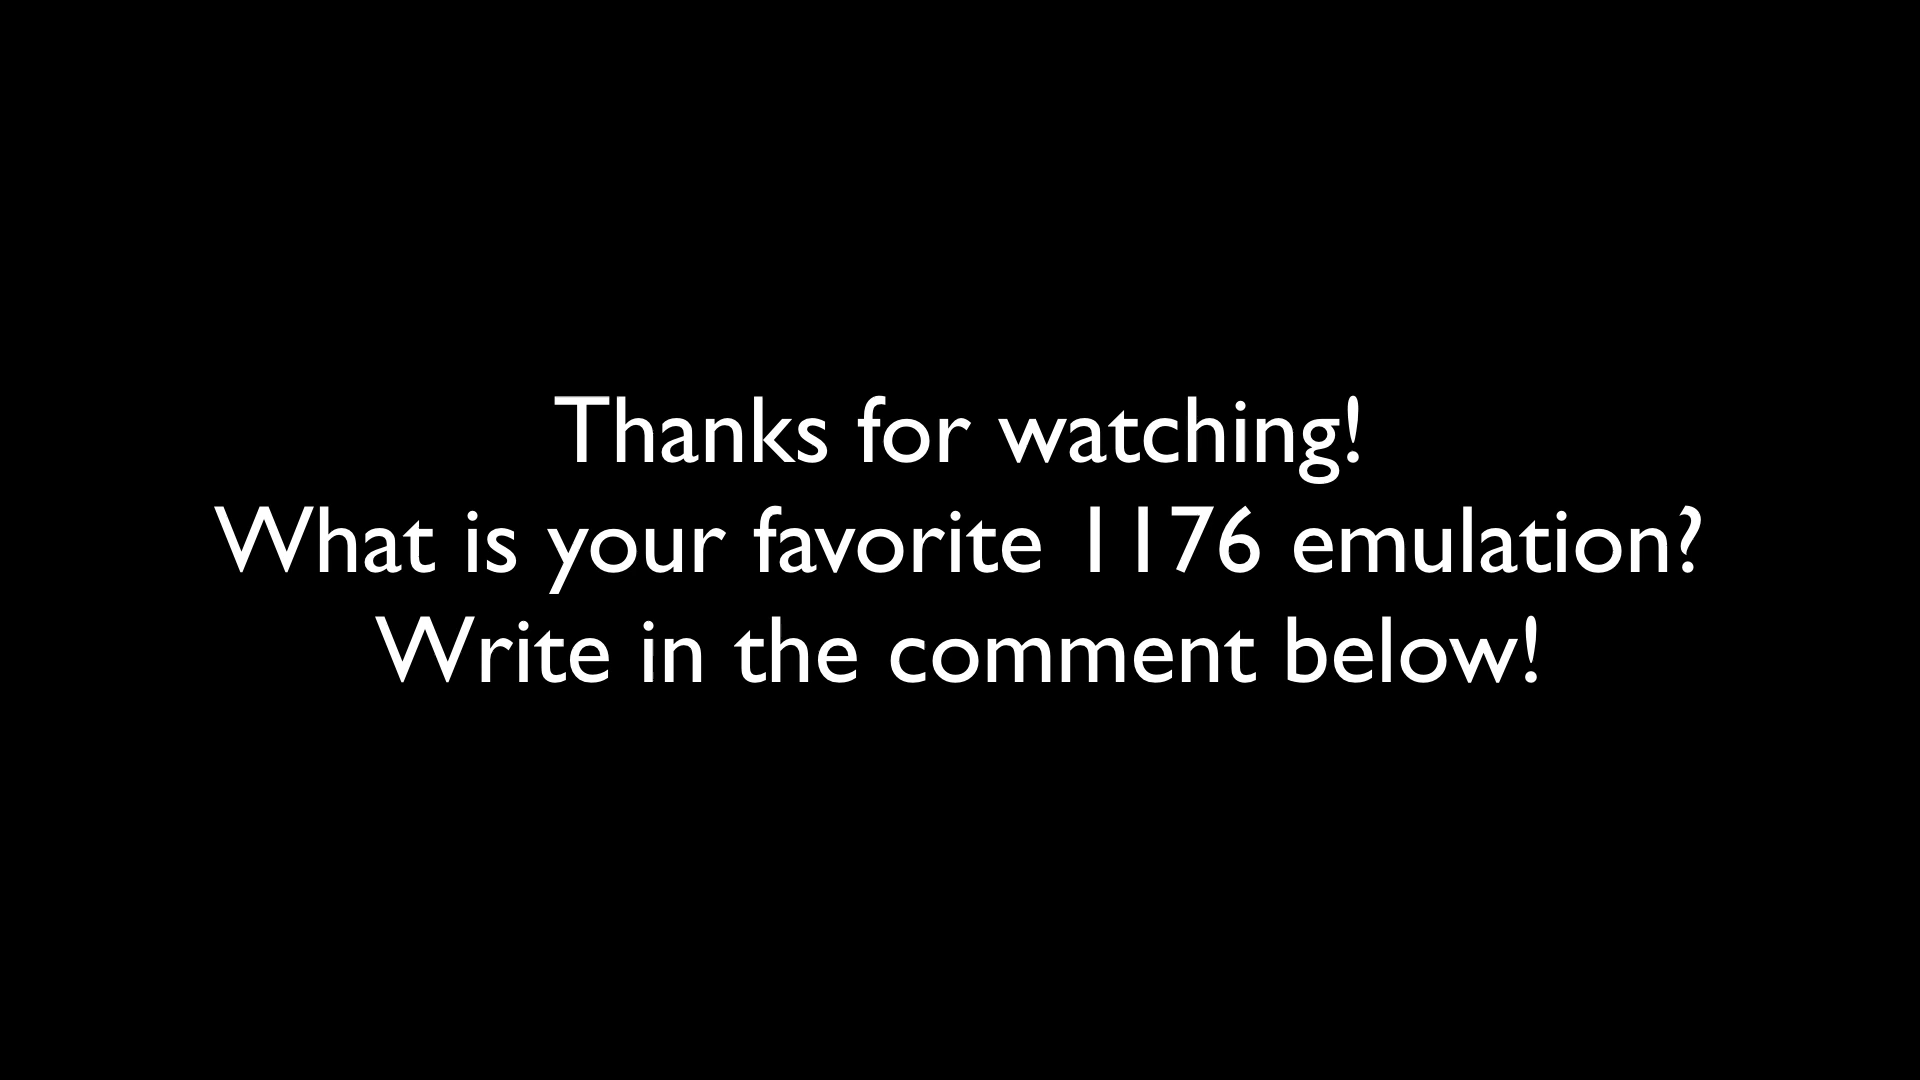 Thanks for watching!
What is your favorite 1176 emulation?
Write in the comment below!